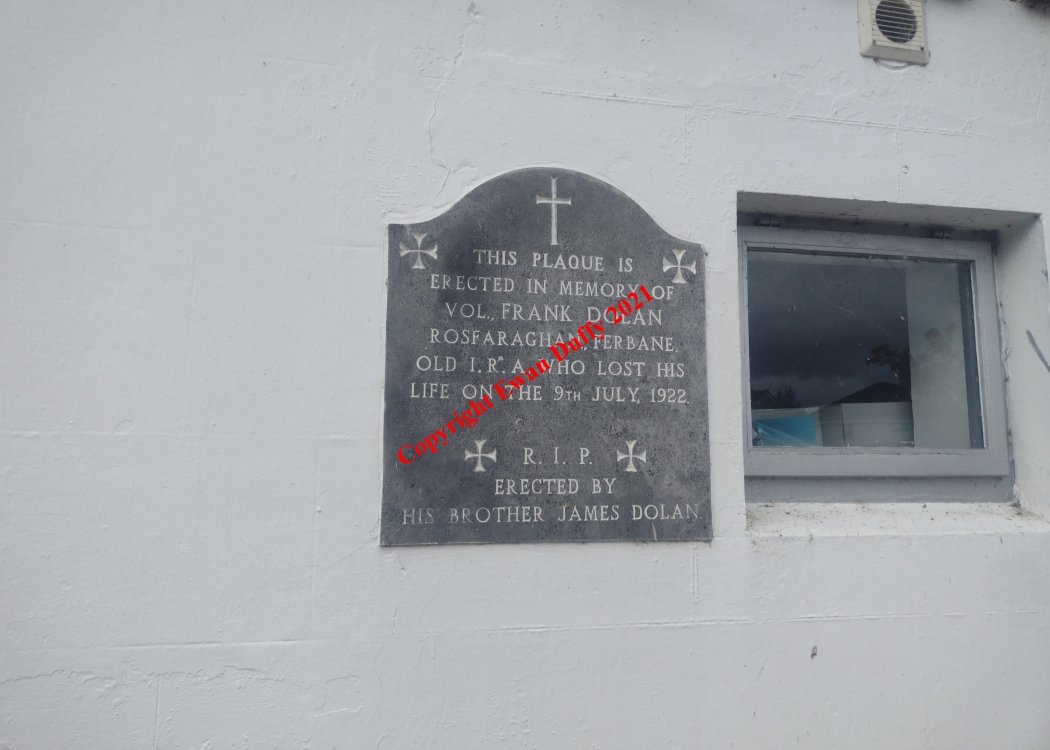 THIS PLAQUE IS
ERECTED IN MEMORY OF
VOL., FRANK DOLAN
ROSFARAGHAN, FERBANE.
OLD I. R. A. WHO LOST HIS
LIFE ON THE 9TH JULY, 1922.
R. I. P.
ERECTED BY
HIS BROTHER JAMES DOLAN
Copyright Ewan Duffy 2021